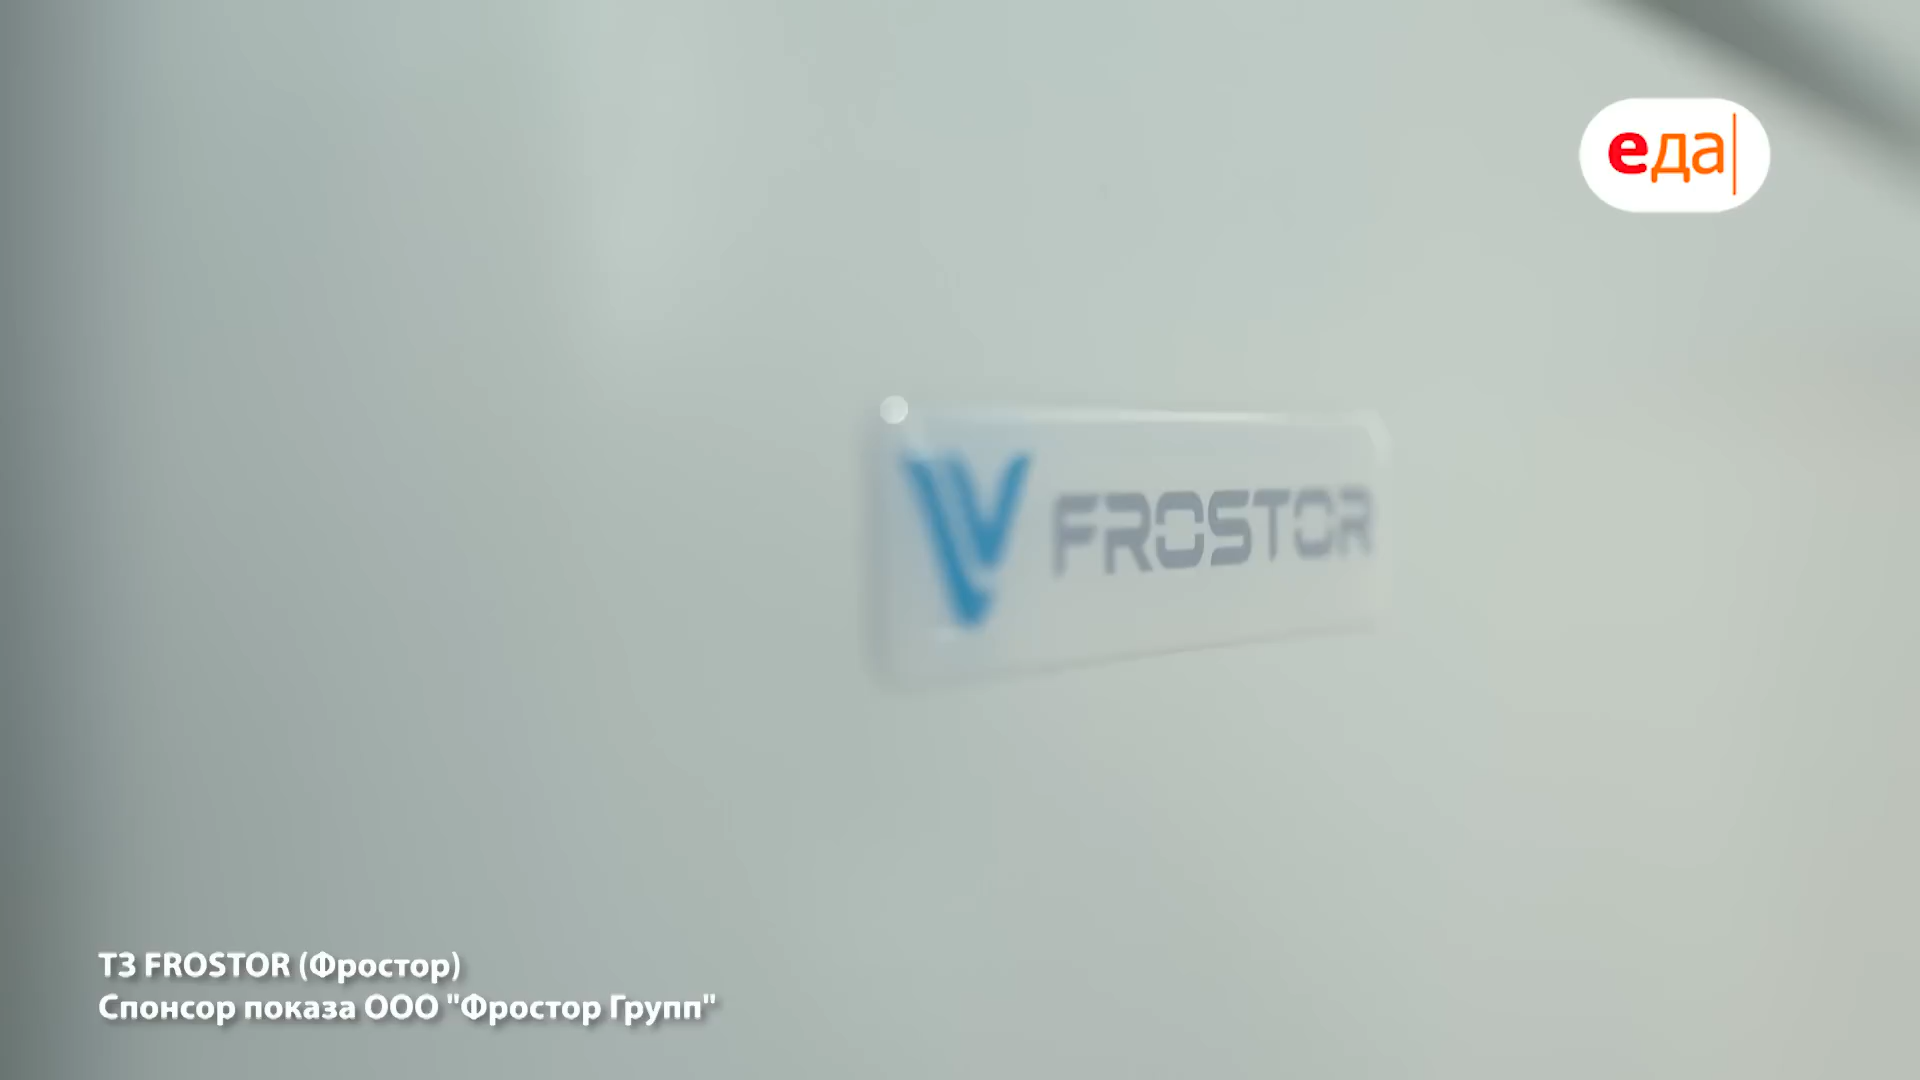 еда
FROSTOR
ТЗ FROSTOR (Фростор)
Спонсор показа ООО "Фростор Групп"